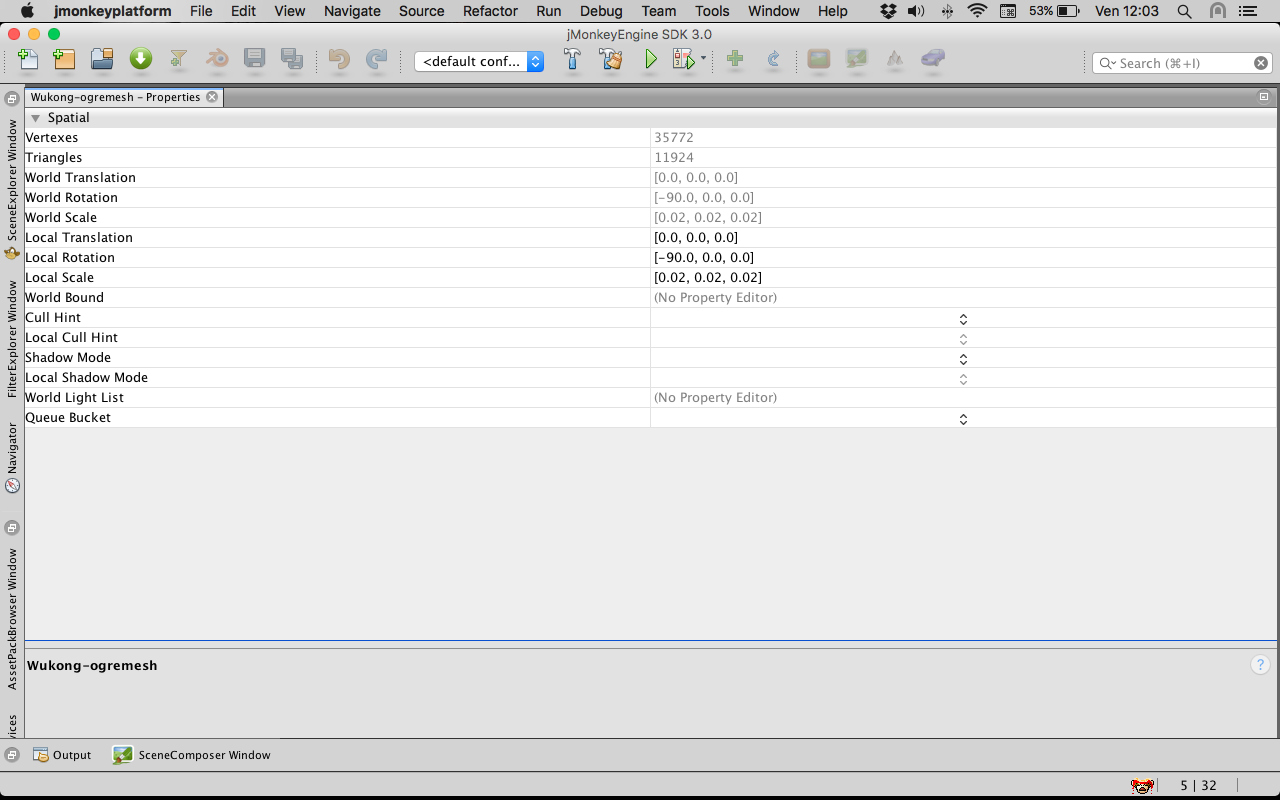 jmonkeyplatform File Edit View Navigate Source Refactor Run Debug Team Tools Window Help 53% Ven 12:03
jMonkeyEngine SDK 3.0
<default conf... Search (⌘+I)
Wukong-ogremesh - Properties
Spatial
Vertexes 35772
Triangles 11924
World Translation [0.0, 0.0, 0.0]
World Rotation [-90.0, 0.0, 0.0]
World Scale [0.02, 0.02, 0.02]
Local Translation [0.0, 0.0, 0.0]
Local Rotation [-90.0, 0.0, 0.0]
Local Scale [0.02, 0.02, 0.02]
World Bound (No Property Editor)
Cull Hint
Local Cull Hint
Shadow Mode
Local Shadow Mode
World Light List (No Property Editor)
Queue Bucket
SceneExplorer Window
FilterExplorer Window
Navigator
AssetPackBrowser Window
vices
Wukong-ogremesh ?
Output SceneComposer Window
5 | 32